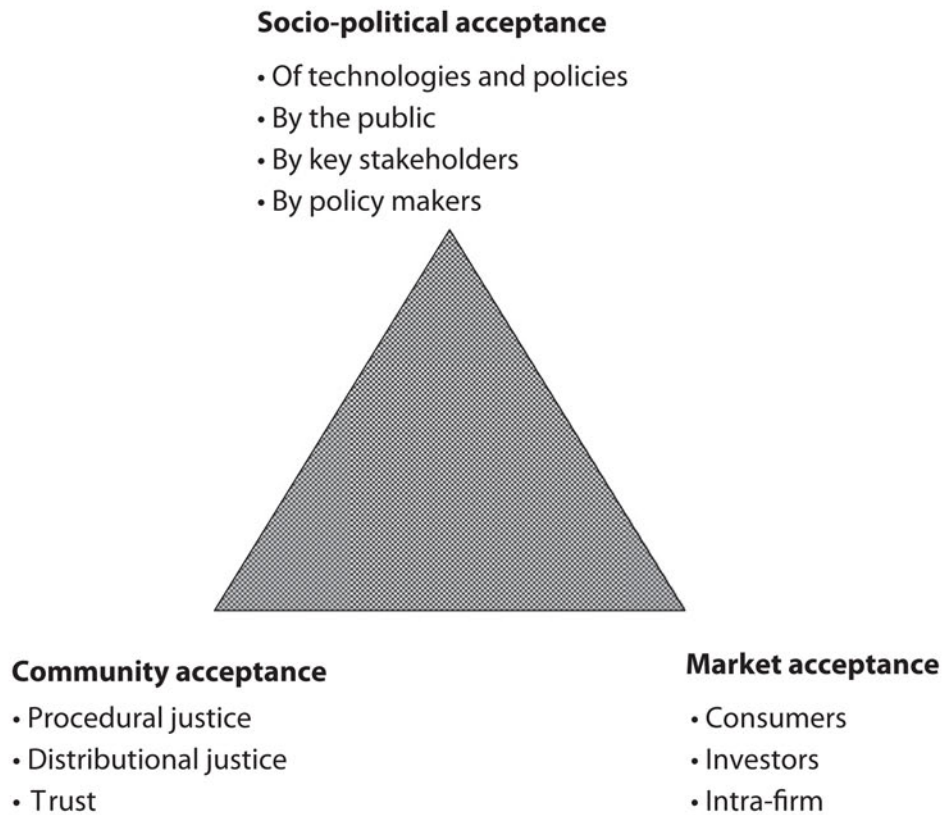 Socio-political acceptance
• Of technologies and policies
• By the public
• By key stakeholders
• By policy makers
Community acceptance
• Procedural justice
• Distributional justice
• Trust
Market acceptance
• Consumers
• Investors
• Intra-firm